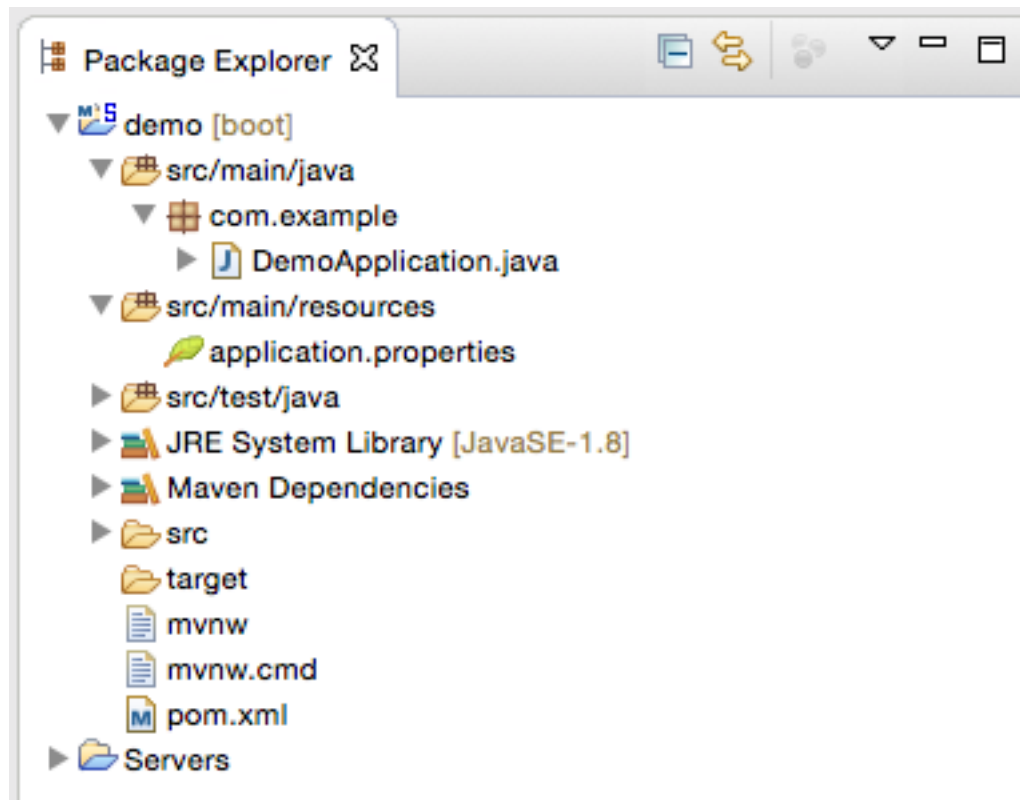 Package Explorer
demo [boot]
src/main/java
com.example
DemoApplication.java
src/main/resources
application.properties
src/test/java
JRE System Library [JavaSE-1.8]
Maven Dependencies
src
target
mvnw
mvnw.cmd
pom.xml
Servers